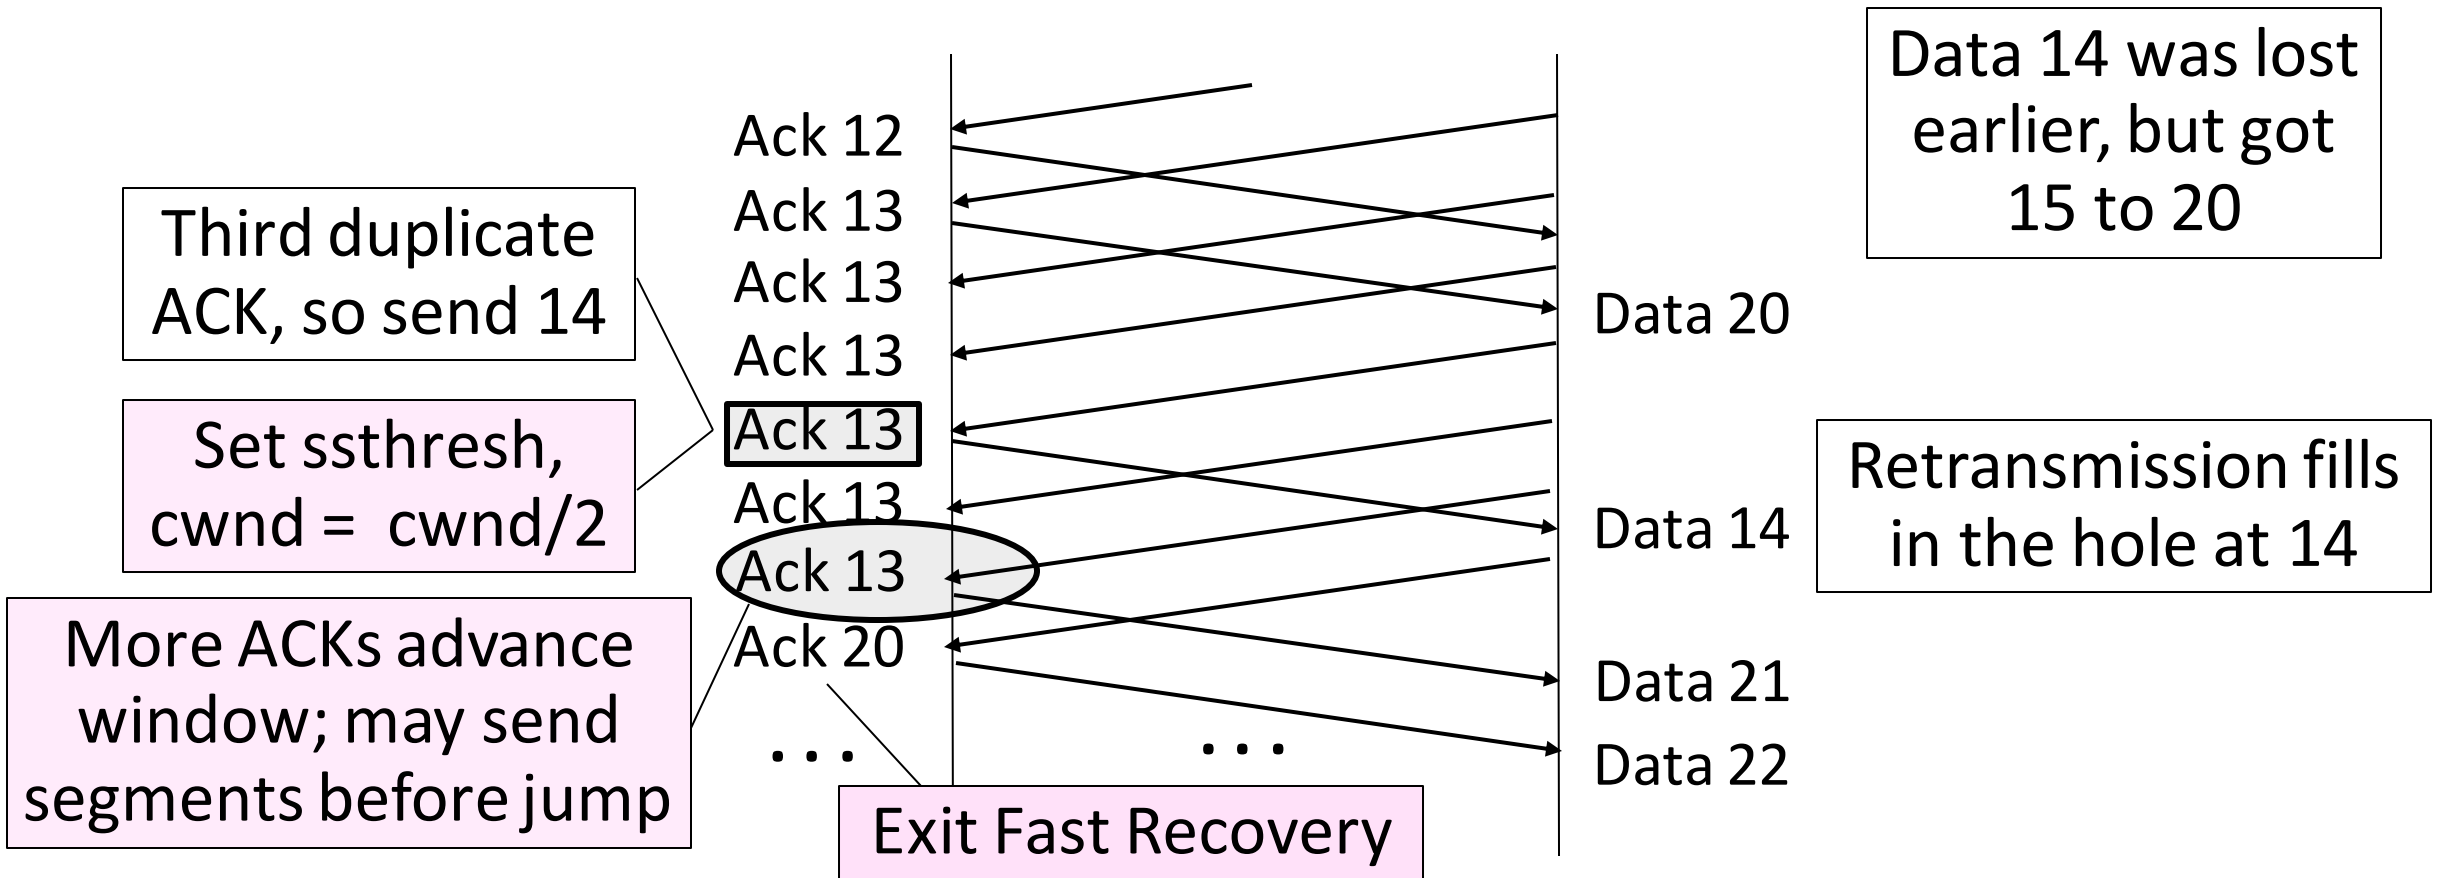 Data 14 was lost
earlier, but got
15 to 20
Ack 12
Ack 13
Third duplicate
ACK, so send 14
Ack 13
Data 20
Ack 13
Set ssthresh,
cwnd = cwnd/2
Ack 13
Ack 13
Data 14
Retransmission fills
in the hole at 14
Ack 13
More ACKs advance
window; may send
segments before jump
Ack 20
Data 21
. . .
. . .
Data 22
Exit Fast Recovery